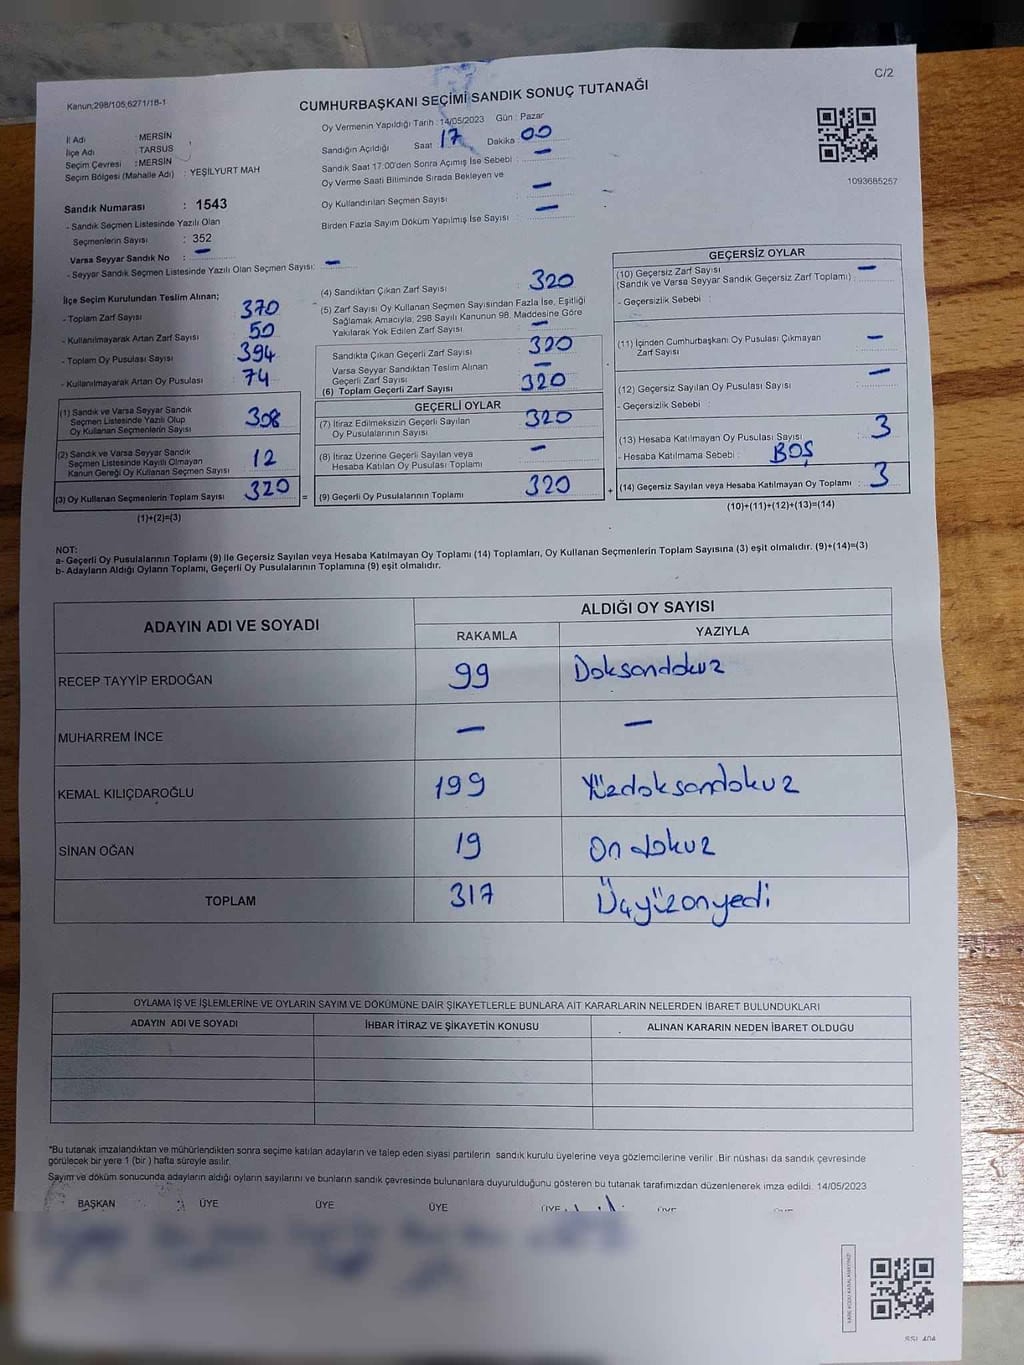 Kanun;298/105;6271/18-1
C/2
CUMHURBAŞKANI SEÇİMİ SANDIK SONUÇ TUTANAĞI
İl Adı : MERSİN
İlçe Adı : TARSUS
Seçim Çevresi : MERSİN
Seçim Bölgesi (Mahalle Adı) : YEŞİLYURT MAH
Sandık Numarası : 1543
- Sandık Seçmen Listesinde Yazılı Olan
Seçmenlerin Sayısı : 352
Varsa Seyyar Sandık No : —
- Seyyar Sandık Seçmen Listesinde Yazılı Olan Seçmen Sayısı: —
Oy Vermenin Yapıldığı Tarih : 14/05/2023 Gün : Pazar
Sandığın Açıldığı Saat 17 Dakika 00
Sandık Saat 17:00'den Sonra Açımış İse Sebebi : —
Oy Verme Saati Bitiminde Sırada Bekleyen ve
Oy Kullandırılan Seçmen Sayısı : —
Birden Fazla Sayım Döküm Yapılmış İse Sayısı : —
1093685257
İlçe Seçim Kurulundan Teslim Alınan;
- Toplam Zarf Sayısı : 370
- Kullanılmayarak Artan Zarf Sayısı : 50
- Toplam Oy Pusulası Sayısı : 394
- Kullanılmayarak Artan Oy Pusulası : 74
(1) Sandık ve Varsa Seyyar Sandık
Seçmen Listesinde Yazılı Olup
Oy Kullanan Seçmenlerin Sayısı 308
(2) Sandık ve Varsa Seyyar Sandık
Seçmen Listesinde Kayıtlı Olmayan
Kanun Gereği Oy Kullanan Seçmen Sayısı 12
(3) Oy Kullanan Seçmenlerin Toplam Sayısı 320
(1)+(2)=(3)
(4) Sandıktan Çıkan Zarf Sayısı : 320
(5) Zarf Sayısı Oy Kullanan Seçmen Sayısından Fazla İse, Eşitliği
Sağlamak Amacıyla, 298 Sayılı Kanunun 98. Maddesine Göre
Yakılarak Yok Edilen Zarf Sayısı : —
Sandıkta Çıkan Geçerli Zarf Sayısı : 320
Varsa Seyyar Sandıktan Teslim Alınan
Geçerli Zarf Sayısı : —
(6) Toplam Geçerli Zarf Sayısı : 320
GEÇERLİ OYLAR
(7) İtiraz Edilmeksizin Geçerli Sayılan
Oy Pusulalarının Sayısı 320
(8) İtiraz Üzerine Geçerli Sayılan veya
Hesaba Katılan Oy Pusulası Toplamı —
= (9) Geçerli Oy Pusulalarının Toplamı 320 +
GEÇERSİZ OYLAR
(10) Geçersiz Zarf Sayısı
(Sandık ve Varsa Seyyar Sandık Geçersiz Zarf Toplamı) : —
- Geçersizlik Sebebi :
(11) İçinden Cumhurbaşkanı Oy Pusulası Çıkmayan
Zarf Sayısı : —
(12) Geçersiz Sayılan Oy Pusulası Sayısı : —
- Geçersizlik Sebebi :
(13) Hesaba Katılmayan Oy Pusulası Sayısı : 3
- Hesaba Katılmama Sebebi : BOŞ
(14) Geçersiz Sayılan veya Hesaba Katılmayan Oy Toplamı : 3
(10)+(11)+(12)+(13)=(14)
NOT:
a- Geçerli Oy Pusulalarının Toplamı (9) ile Geçersiz Sayılan veya Hesaba Katılmayan Oy Toplamı (14) Toplamları, Oy Kullanan Seçmenlerin Toplam Sayısına (3) eşit olmalıdır. (9)+(14)=(3)
b- Adayların Aldığı Oyların Toplamı, Geçerli Oy Pusulalarının Toplamına (9) eşit olmalıdır.
ADAYIN ADI VE SOYADI ALDIĞI OY SAYISI
RAKAMLA YAZIYLA
RECEP TAYYİP ERDOĞAN 99 Doksandokuz
MUHARREM İNCE — —
KEMAL KILIÇDAROĞLU 199 Yüzdoksandokuz
SİNAN OĞAN 19 On dokuz
TOPLAM 317 Üçyüzonyedi
OYLAMA İŞ VE İŞLEMLERİNE VE OYLARIN SAYIM VE DÖKÜMÜNE DAİR ŞİKAYETLERLE BUNLARA AİT KARARLARIN NELERDEN İBARET BULUNDUKLARI
ADAYIN ADI VE SOYADI İHBAR İTİRAZ VE ŞİKAYETİN KONUSU ALINAN KARARIN NEDEN İBARET OLDUĞU
*Bu tutanak imzalandıktan ve mühürlendikten sonra seçime katılan adayların ve talep eden siyasi partilerin sandık kurulu üyelerine veya gözlemcilerine verilir .Bir nüshası da sandık çevresinde
görülecek bir yere 1 (bir ) hafta süreyle asılır.
Sayım ve döküm sonucunda adayların aldığı oyların sayılarını ve bunların sandık çevresinde bulunanlara duyurulduğunu gösteren bu tutanak tarafımızdan düzenlenerek imza edildi. 14/05/2023
BAŞKAN ÜYE ÜYE ÜYE